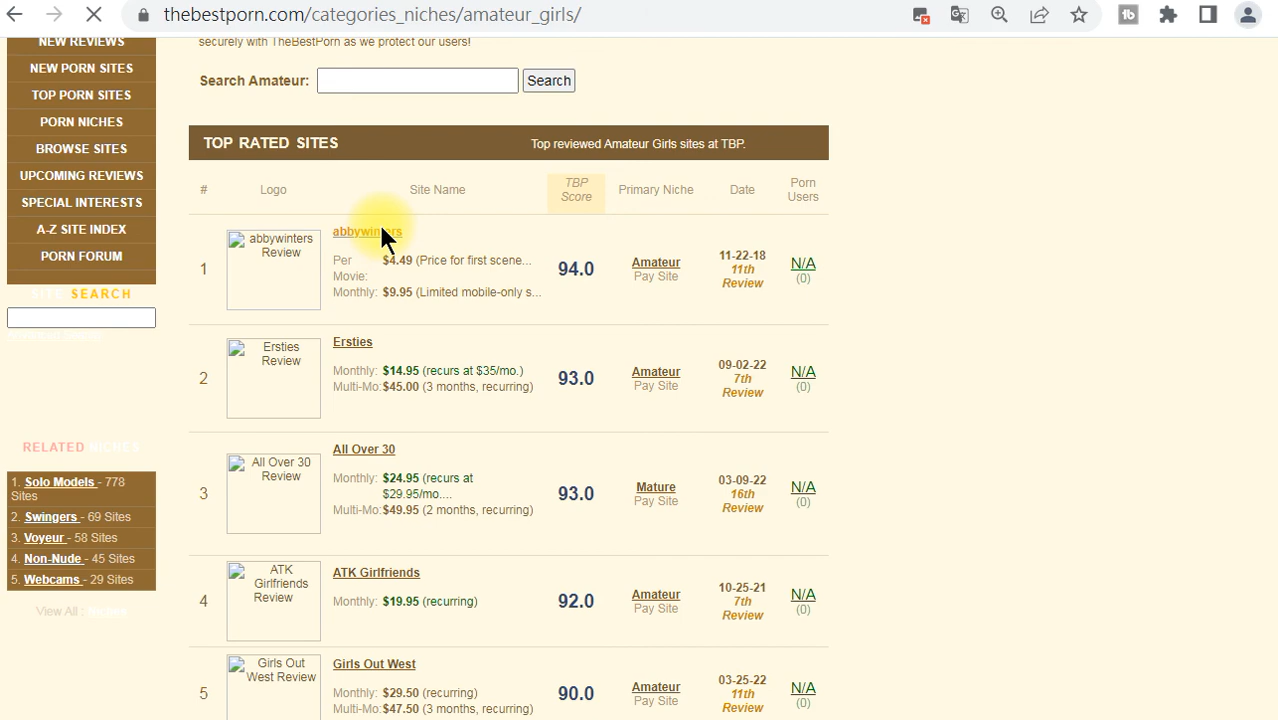 thebestporn.com/categories_niches/amateur_girls/
securely with TheBestPorn as we protect our users!
NEW REVIEWS
NEW PORN SITES
TOP PORN SITES
PORN NICHES
BROWSE SITES
UPCOMING REVIEWS
SPECIAL INTERESTS
A-Z SITE INDEX
PORN FORUM
SITE SEARCH
RELATED NICHES
1. Solo Models - 778
Sites
2. Swingers - 69 Sites
3. Voyeur - 58 Sites
4. Non-Nude - 45 Sites
5. Webcams - 29 Sites
View All : Niches
Search Amateur: Search
TOP RATED SITES Top reviewed Amateur Girls sites at TBP.
# Logo Site Name TBP Score Primary Niche Date Porn Users
1 abbywinters Review
abbywinters
Per Movie: $4.49 (Price for first scene...
Monthly: $9.95 (Limited mobile-only s...
94.0
Amateur
Pay Site
11-22-18
11th
Review
N/A
(0)
2 Ersties Review
Ersties
Monthly: $14.95 (recurs at $35/mo.)
Multi-Mo: $45.00 (3 months, recurring)
93.0
Amateur
Pay Site
09-02-22
7th
Review
N/A
(0)
3 All Over 30 Review
All Over 30
Monthly: $24.95 (recurs at
$29.95/mo....
Multi-Mo: $49.95 (2 months, recurring)
93.0
Mature
Pay Site
03-09-22
16th
Review
N/A
(0)
4 ATK Girlfriends Review
ATK Girlfriends
Monthly: $19.95 (recurring)
92.0
Amateur
Pay Site
10-25-21
7th
Review
N/A
(0)
5 Girls Out West Review
Girls Out West
Monthly: $29.50 (recurring)
Multi-Mo: $47.50 (3 months, recurring)
90.0
Amateur
Pay Site
03-25-22
11th
Review
N/A
(0)